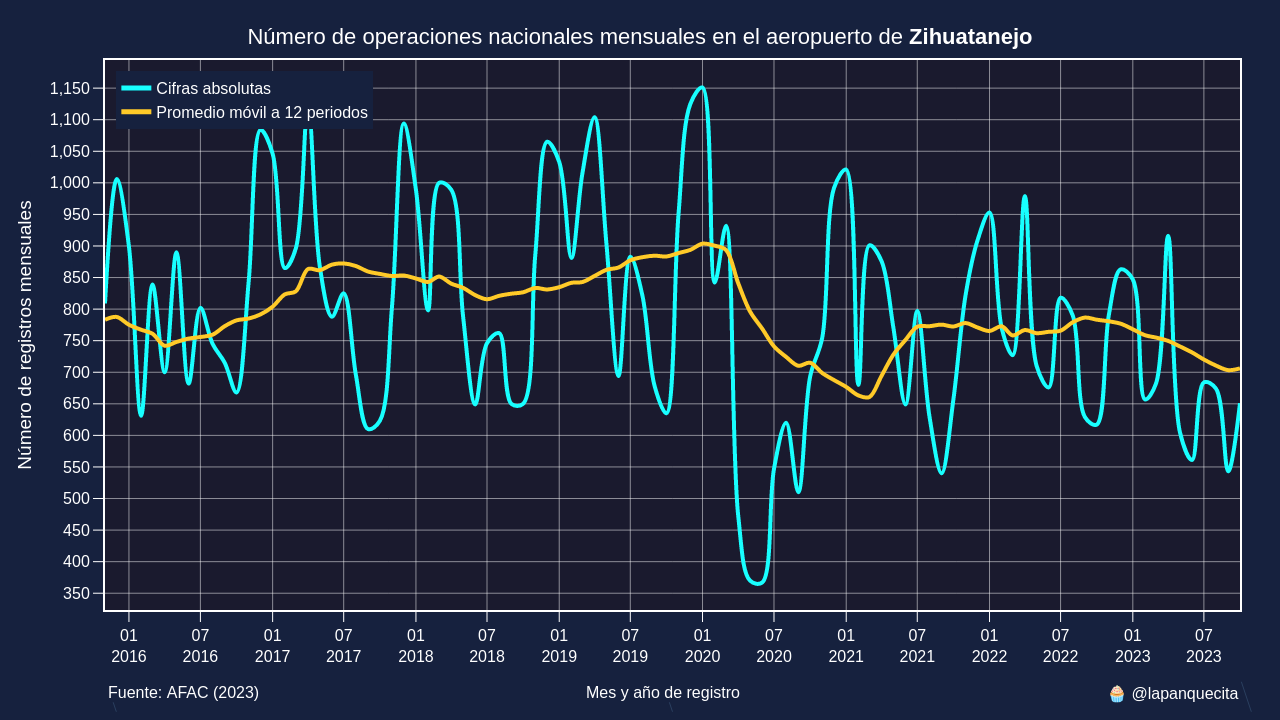 Número de operaciones nacionales mensuales en el aeropuerto de Zihuatanejo
Cifras absolutas
Promedio móvil a 12 periodos
Número de registros mensuales
1,150
1,100
1,050
1,000
950
900
850
800
750
700
650
600
550
500
450
400
350
01 07 01 07 01 07 01 07 01 07 01 07 01 07 01 07
2016 2016 2017 2017 2018 2018 2019 2019 2020 2020 2021 2021 2022 2022 2023 2023
Fuente: AFAC (2023) Mes y año de registro 🧁 @lapanquecita